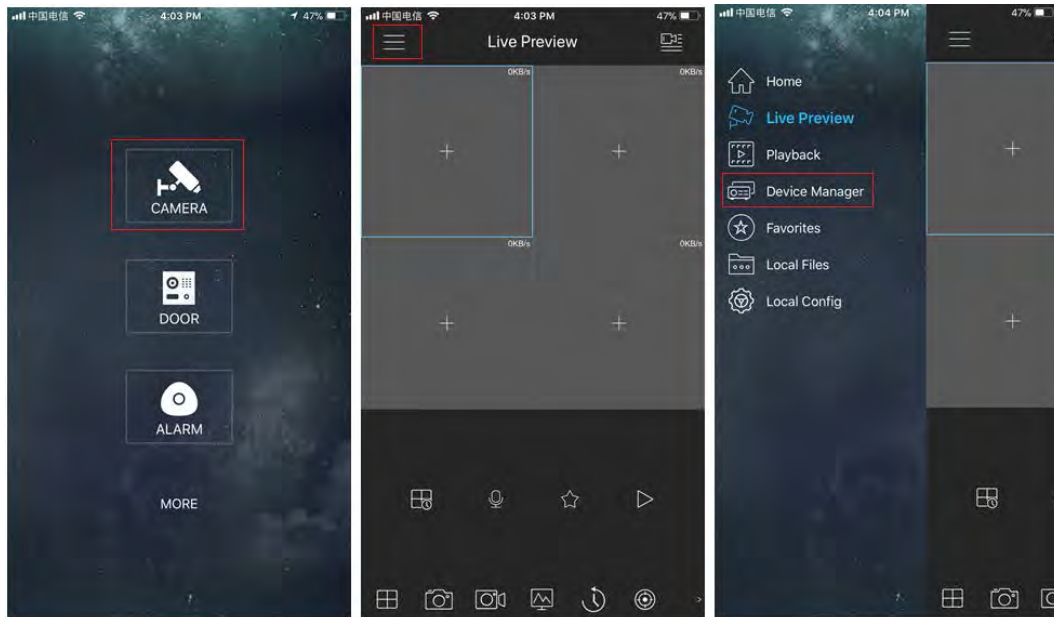 中国电信
4:03 PM
47%
CAMERA
DOOR
ALARM
MORE
中国电信
4:03 PM
47%
Live Preview
0KB/s
0KB/s
0KB/s
0KB/s
中国电信
4:04 PM
47%
Home
Live Preview
Playback
Device Manager
Favorites
Local Files
Local Config